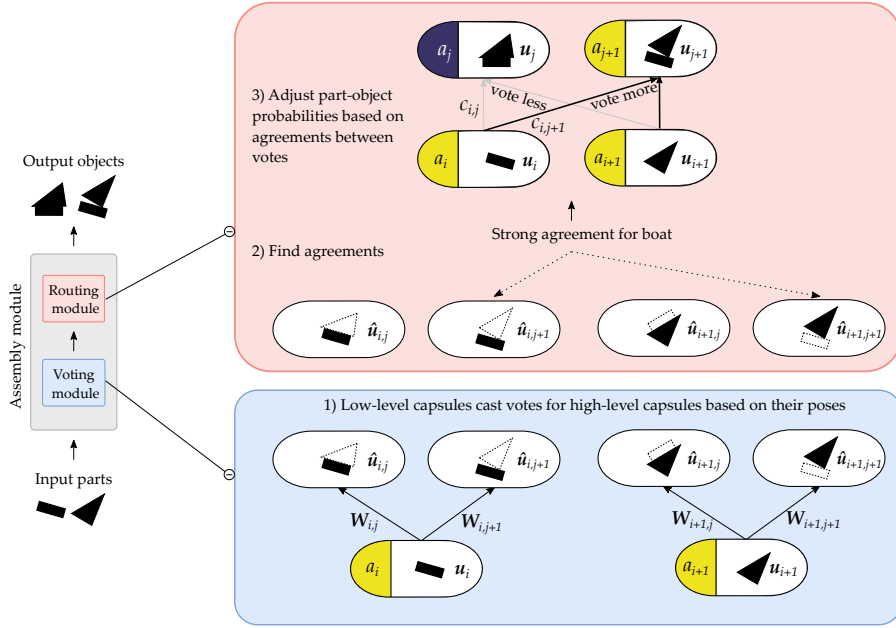 Output objects
Assembly module
Routing
module
Voting
module
Input parts
a_j u_j
a_{j+1} u_{j+1}
3) Adjust part-object
probabilities based on
agreements between
votes
vote less
vote more
c_{i,j}
c_{i,j+1}
a_i u_i
a_{i+1} u_{i+1}
Strong agreement for boat
2) Find agreements
û_{i,j}
û_{i,j+1}
û_{i+1,j}
û_{i+1,j+1}
1) Low-level capsules cast votes for high-level capsules based on their poses
û_{i,j}
û_{i,j+1}
û_{i+1,j}
û_{i+1,j+1}
W_{i,j}
W_{i,j+1}
W_{i+1,j}
W_{i+1,j+1}
a_i u_i
a_{i+1} u_{i+1}